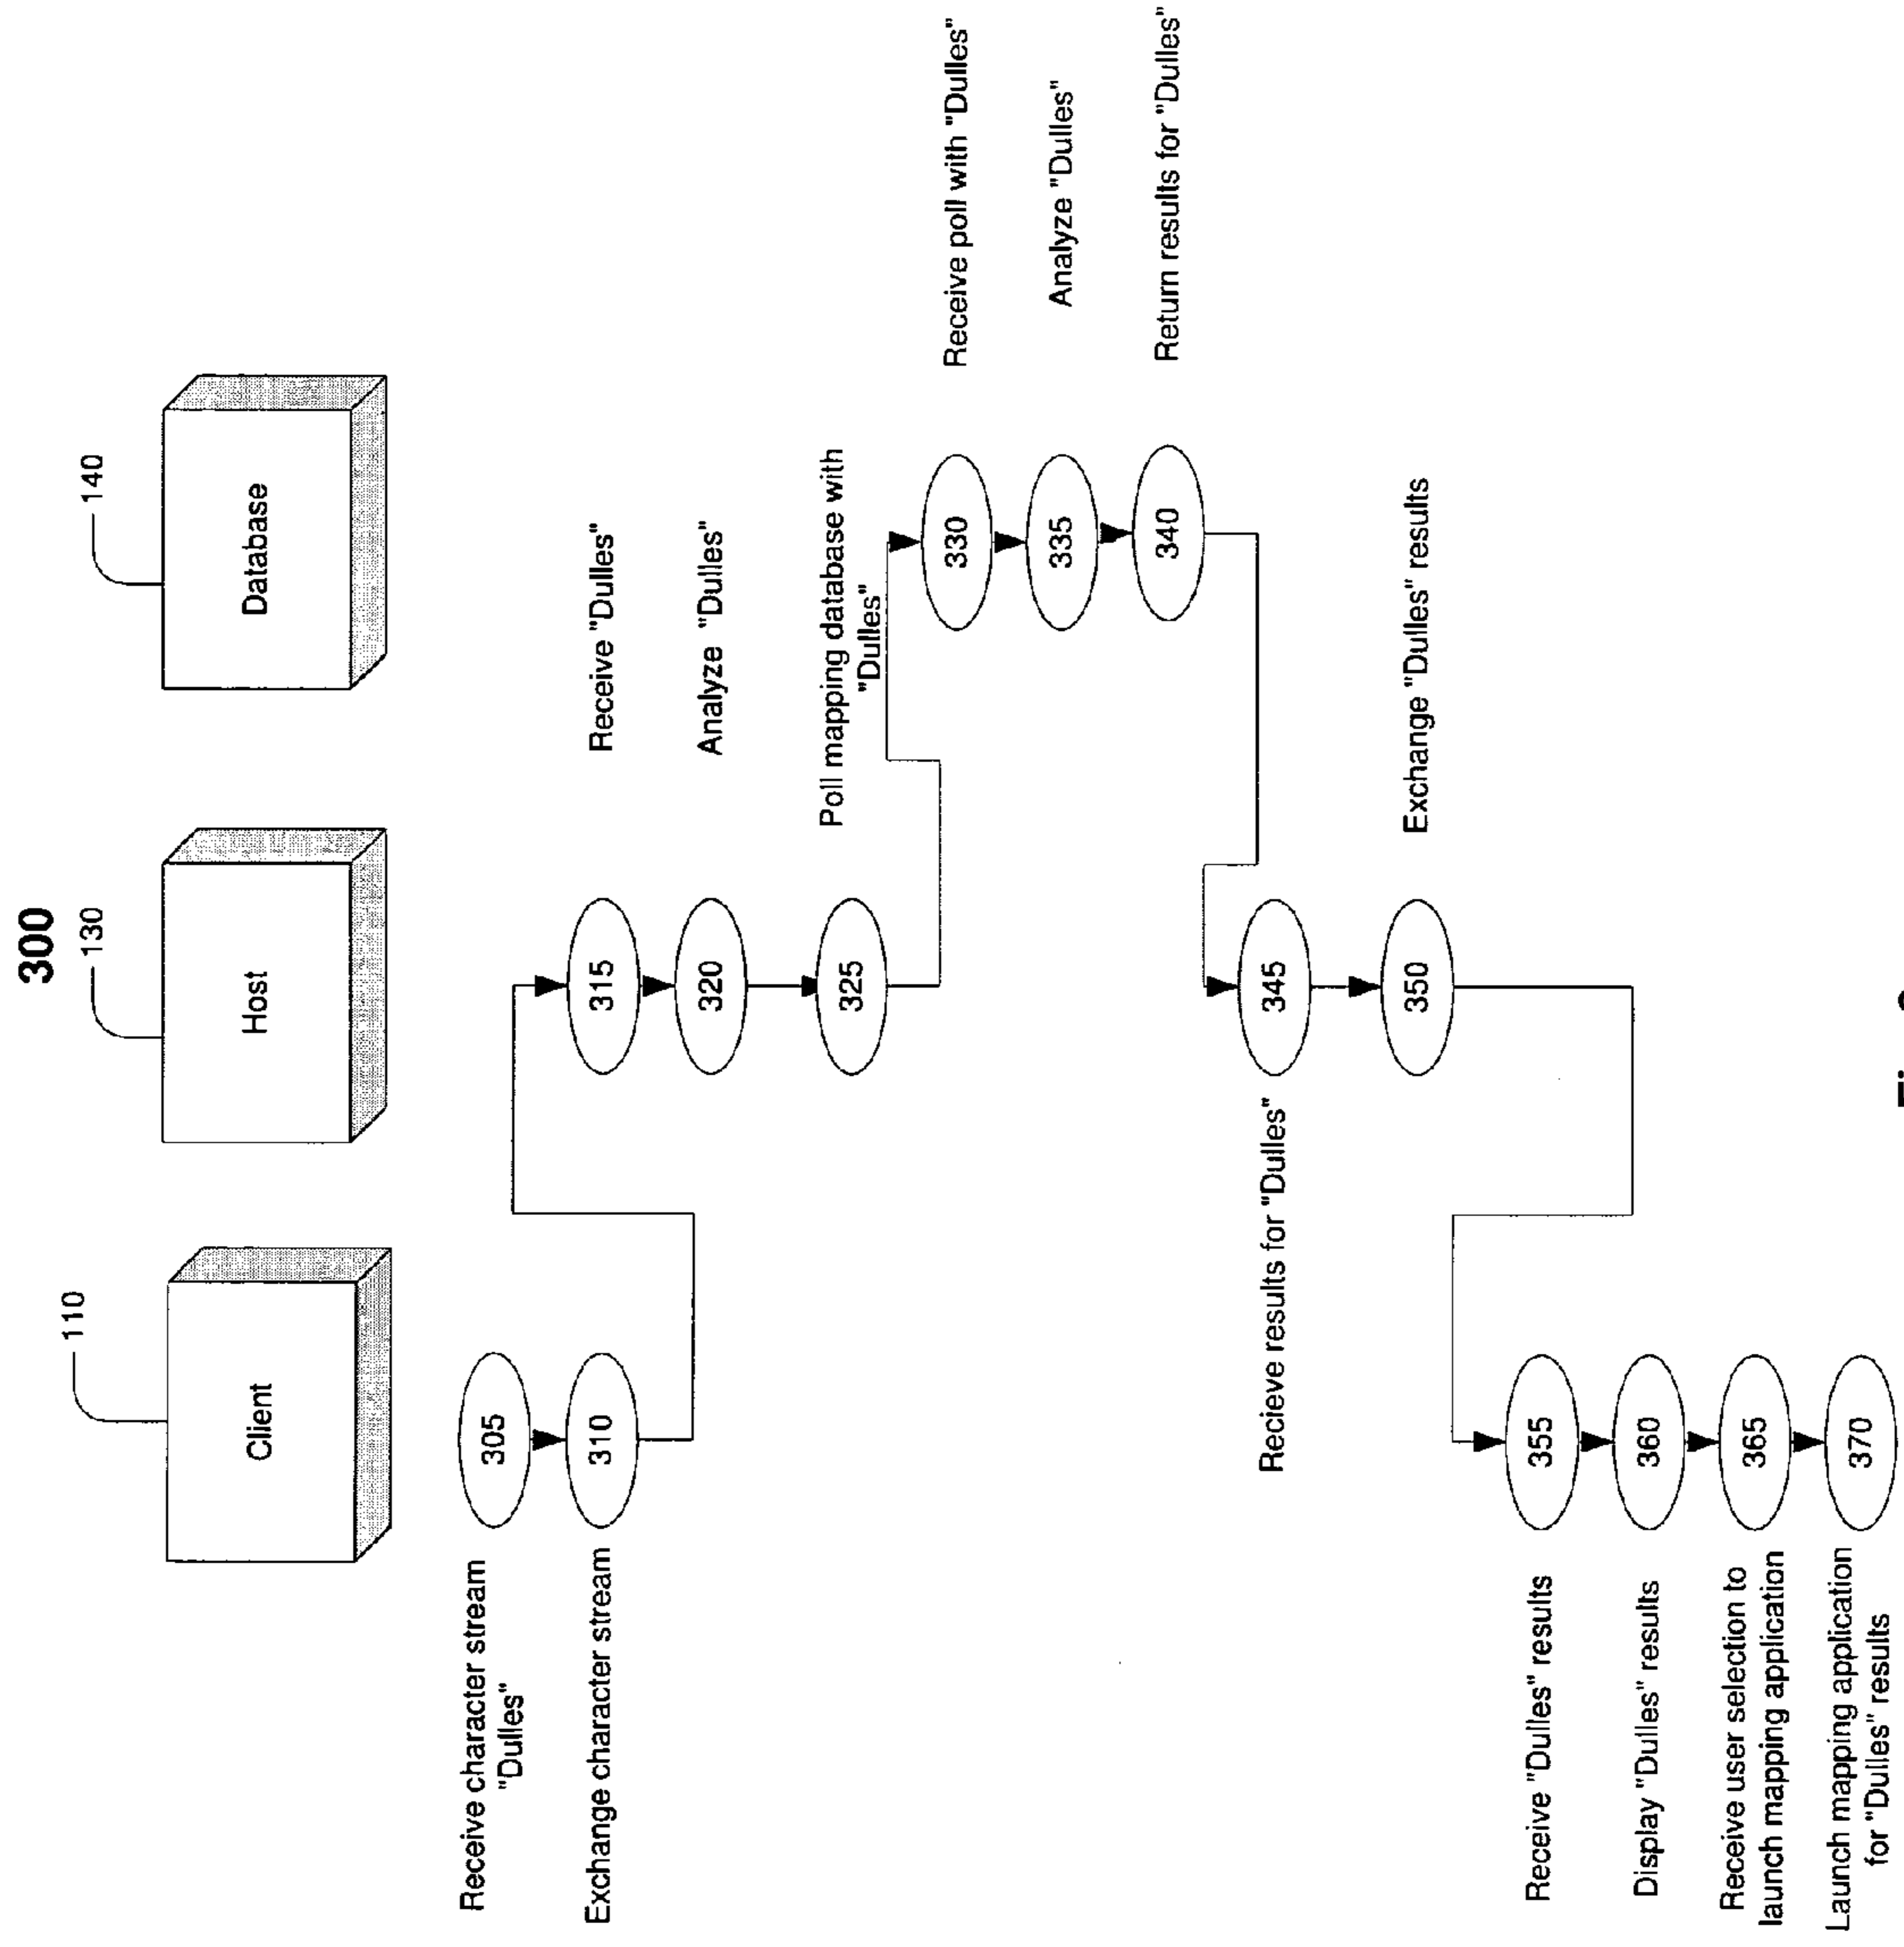 300
110
130
140
Client
Host
Database
Receive character stream
"Dulles"
305
Exchange character stream
310
315
Receive "Dulles"
320
Analyze "Dulles"
325
Poll mapping database with
"Dulles"
330
Receive poll with "Dulles"
335
Analyze "Dulles"
340
Return results for "Dulles"
Recieve results for "Dulles"
345
350
Exchange "Dulles" results
Receive "Dulles" results
355
Display "Dulles" results
360
Receive user selection to
launch mapping application
365
Launch mapping application
for "Dulles" results
370